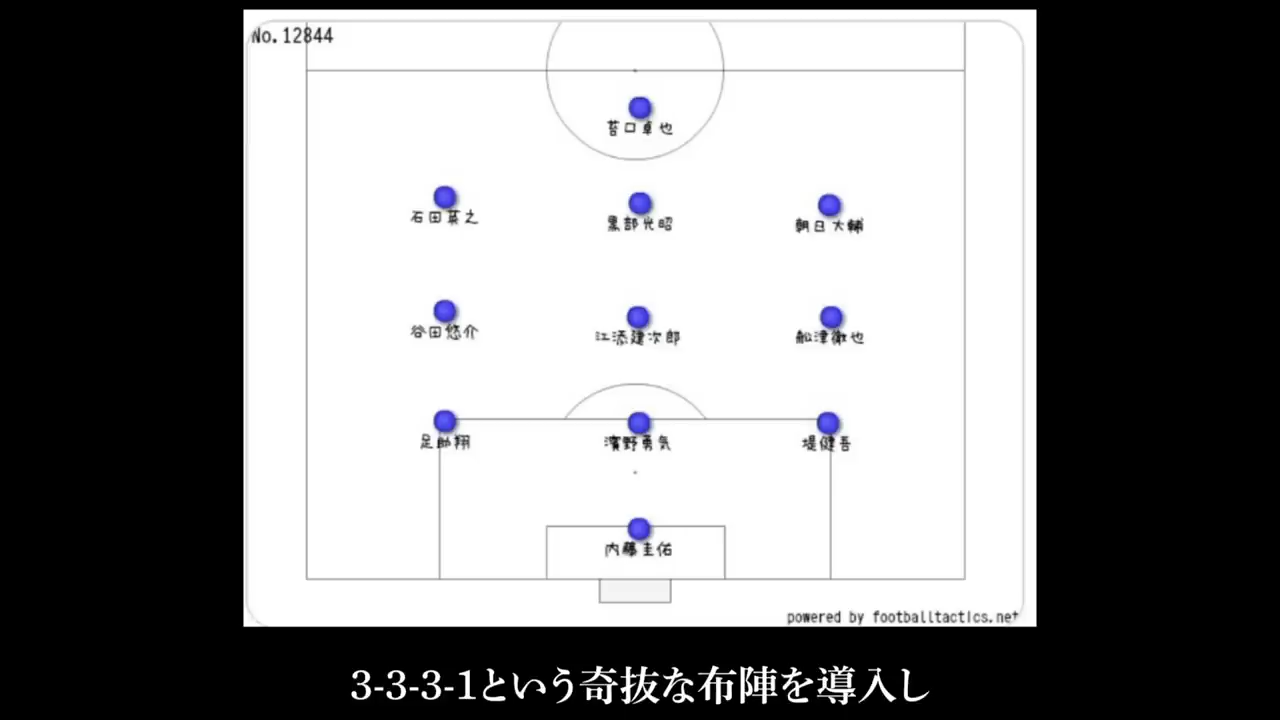 No.12844
苔口卓也
石田英之
黒部光昭
朝日大輔
谷田悠介
江添建次郎
舩津徹也
足助翔
濱野勇気
堤健吾
内藤圭佑
powered by footballtactics.net
3-3-3-1という奇抜な布陣を導入し